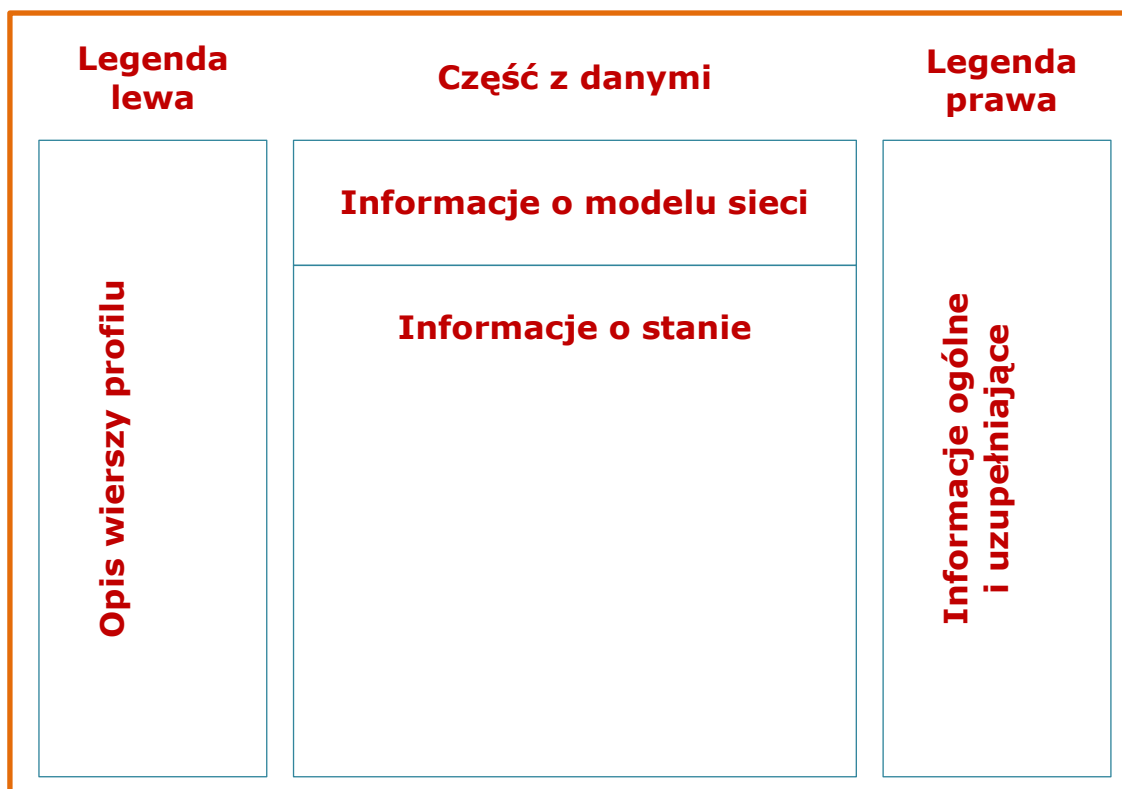 Legenda
lewa
Część z danymi
Legenda
prawa
Informacje o modelu sieci
Informacje o stanie
Opis wierszy profilu
Informacje ogólne
i uzupełniające